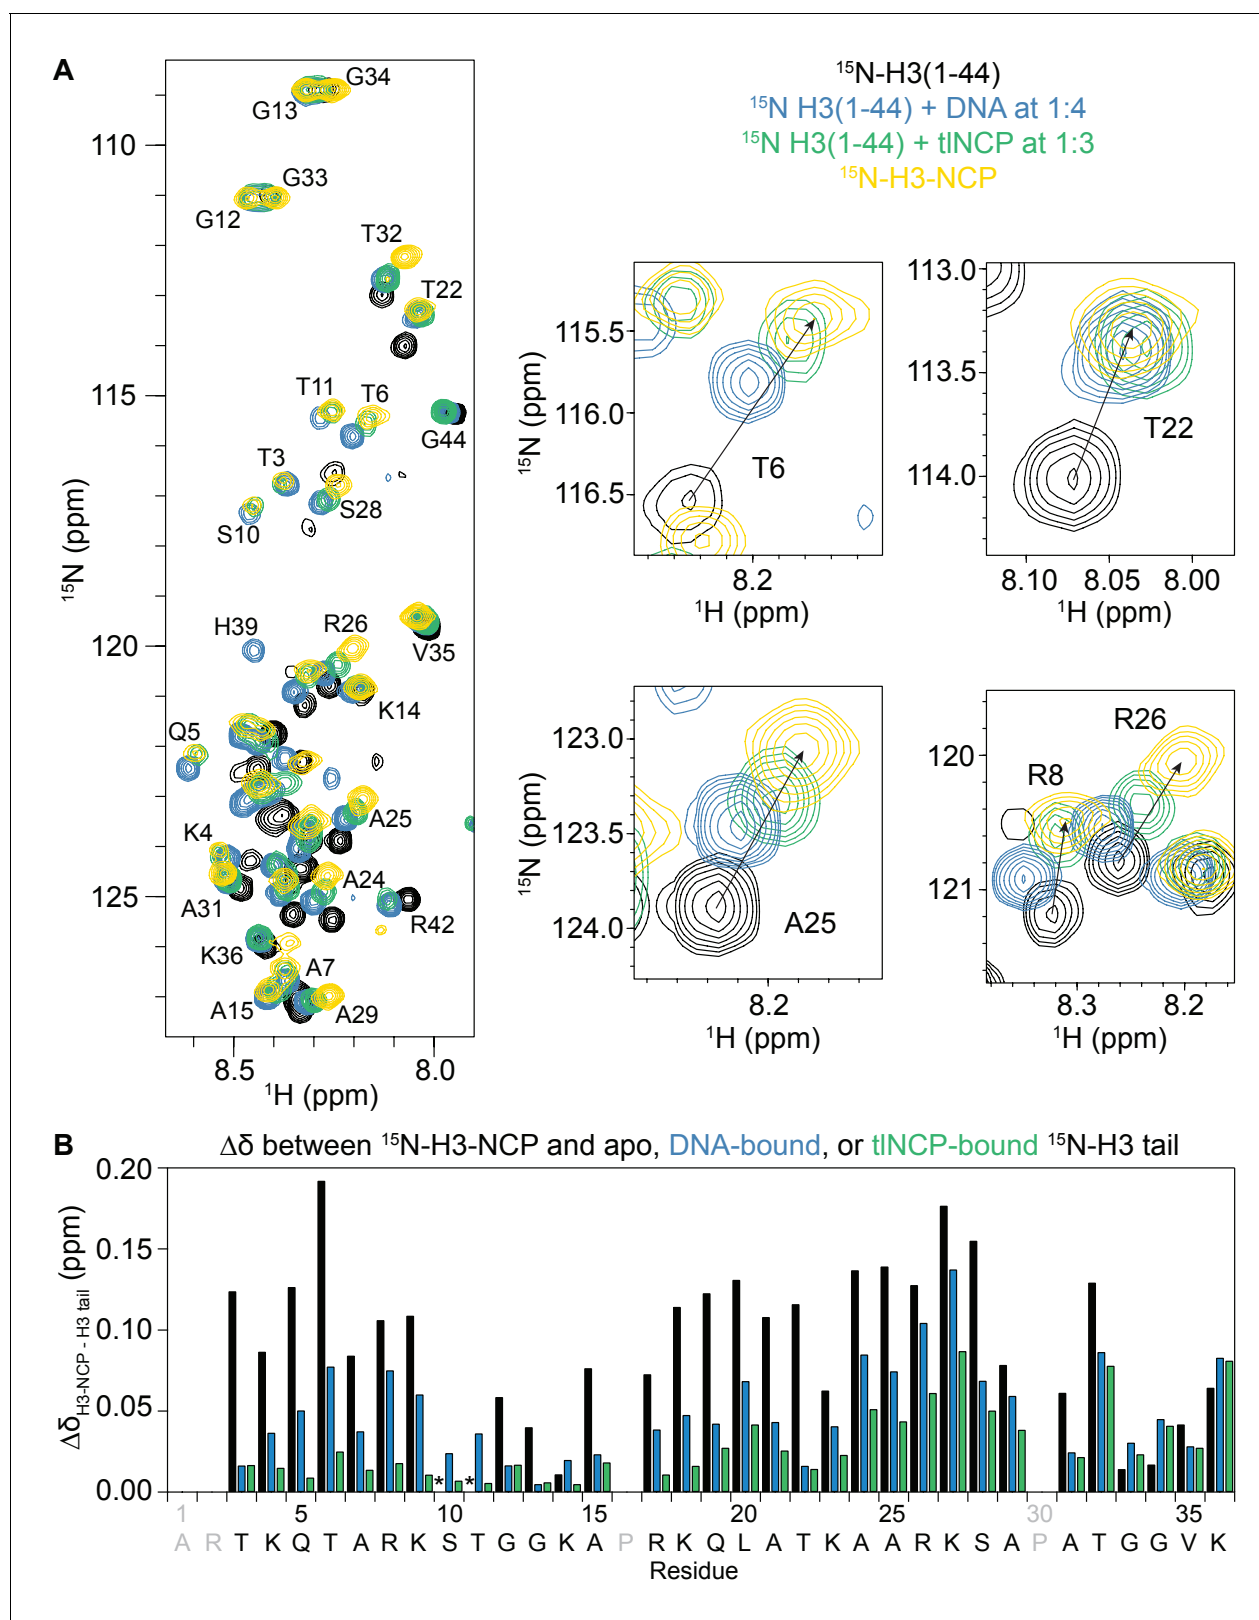 A
¹⁵N-H3(1-44)
¹⁵N H3(1-44) + DNA at 1:4
¹⁵N H3(1-44) + tlNCP at 1:3
¹⁵N-H3-NCP
G34
G13
G33
G12
T32
T22
T11
T6
G44
T3
S28
S10
H39
R26
V35
K14
Q5
A25
K4
A24
A31
R42
K36
A7
A15
A29
110
115
120
125
¹⁵N (ppm)
8.5
8.0
¹H (ppm)
115.5
116.0
116.5
¹⁵N (ppm)
T6
8.2
¹H (ppm)
113.0
113.5
114.0
T22
8.10
8.05
8.00
¹H (ppm)
123.0
123.5
124.0
¹⁵N (ppm)
A25
8.2
¹H (ppm)
120
121
R26
R8
8.3
8.2
¹H (ppm)
B
Δδ between ¹⁵N-H3-NCP and apo, DNA-bound, or tlNCP-bound ¹⁵N-H3 tail
0.20
0.15
0.10
0.05
0.00
Δδ H3-NCP - H3 tail (ppm)
* *
1 5 10 15 20 25 30 35
A R T K Q T A R K S T G G K A P R K Q L A T K A A R K S A P A T G G V K
Residue